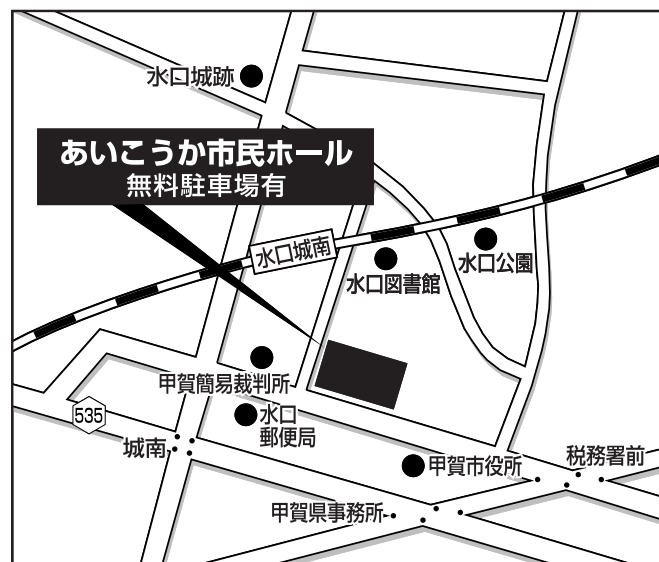 水口城跡
あいこうか市民ホール
無料駐車場有
水口城南
水口公園
水口図書館
甲賀簡易裁判所
535
水口
郵便局
城南
税務署前
甲賀市役所
甲賀県事務所